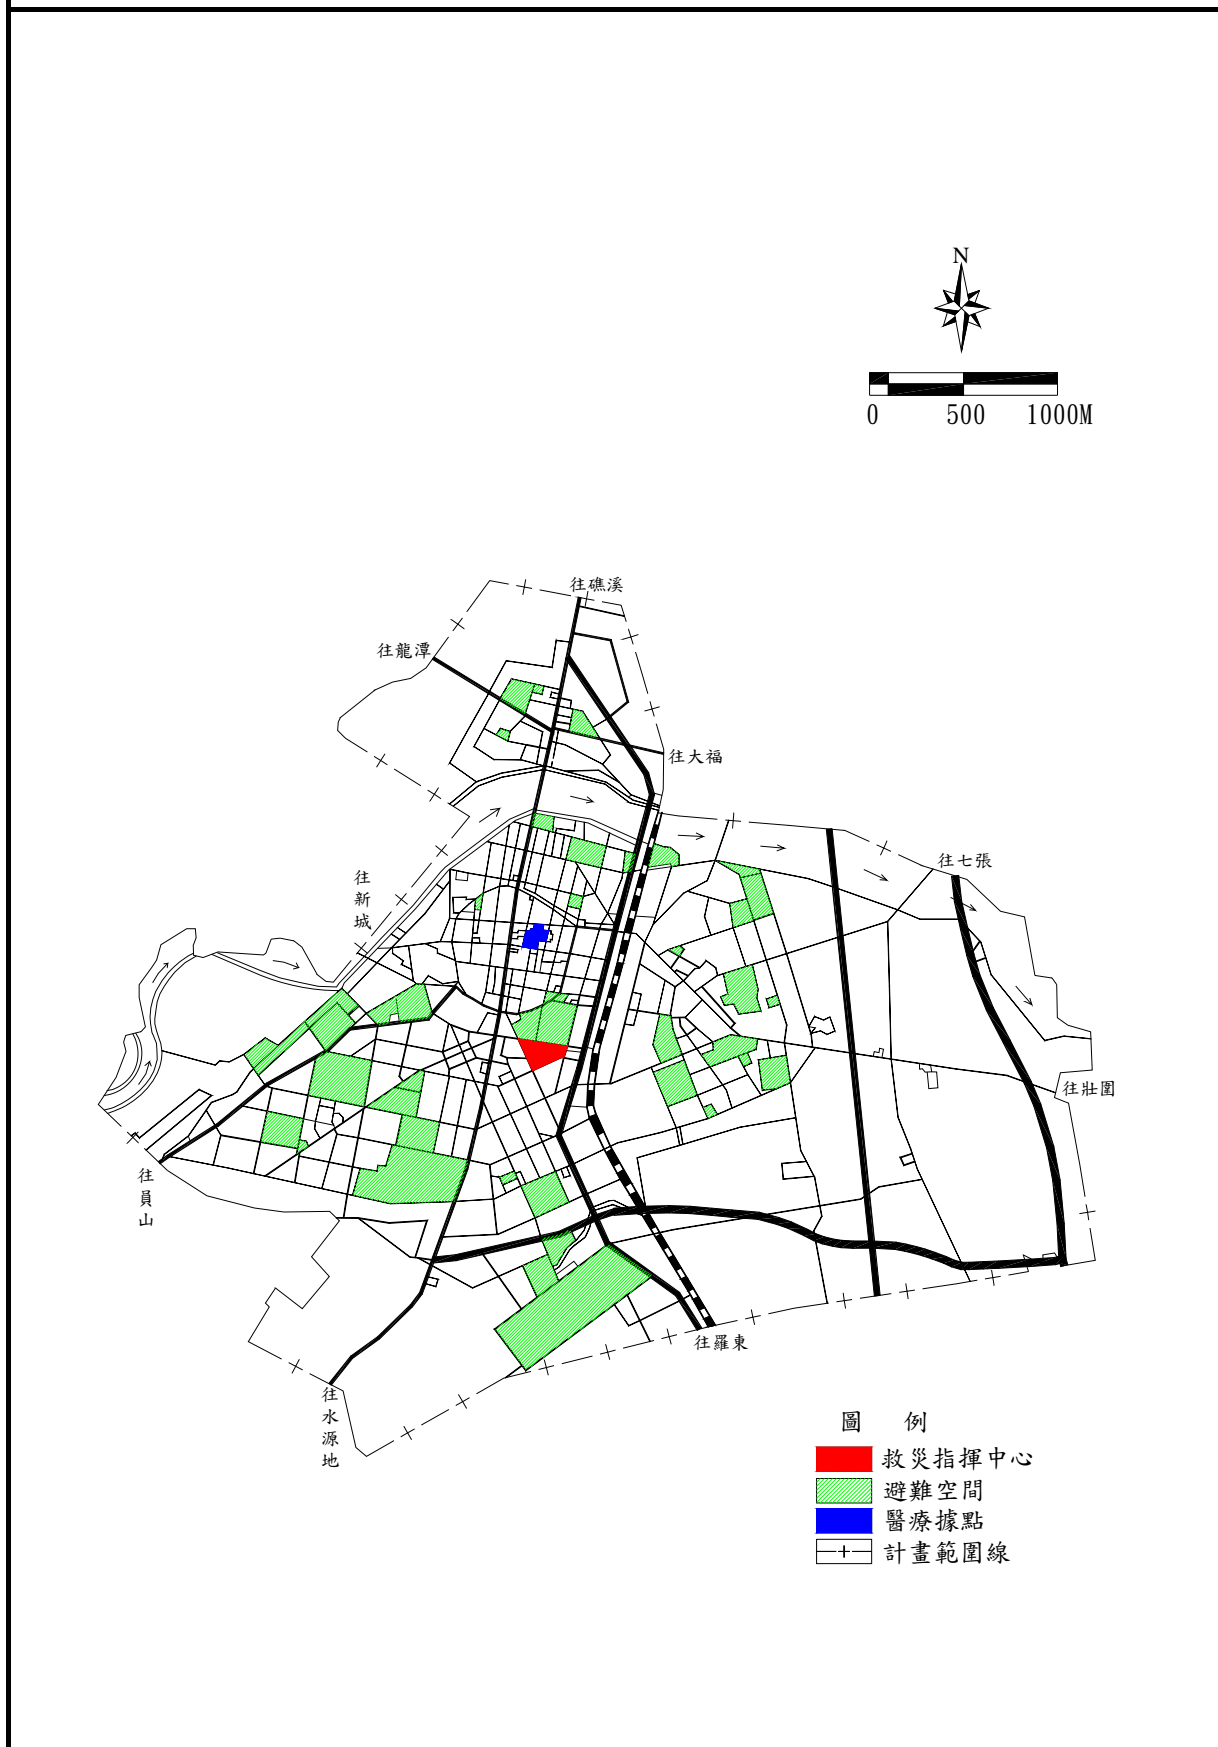 N
0 500 1000M
往礁溪
往龍潭
往大福
往七張
往新城
往壯圍
往員山
往羅東
往水源地
圖 例
救災指揮中心
避難空間
醫療據點
計畫範圍線